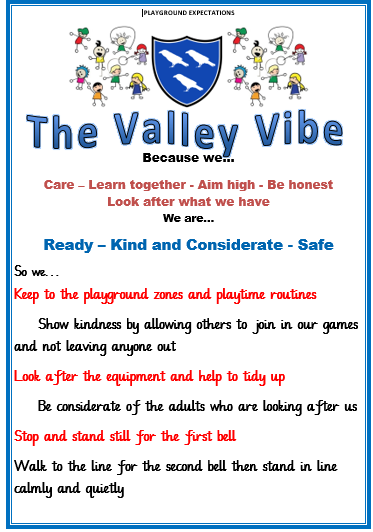 PLAYGROUND EXPECTATIONS
The Valley Vibe
Because we...
Care – Learn together - Aim high - Be honest
Look after what we have
We are...
Ready – Kind and Considerate - Safe
So we...
Keep to the playground zones and playtime routines
Show kindness by allowing others to join in our games
and not leaving anyone out
Look after the equipment and help to tidy up
Be considerate of the adults who are looking after us
Stop and stand still for the first bell
Walk to the line for the second bell then stand in line
calmly and quietly